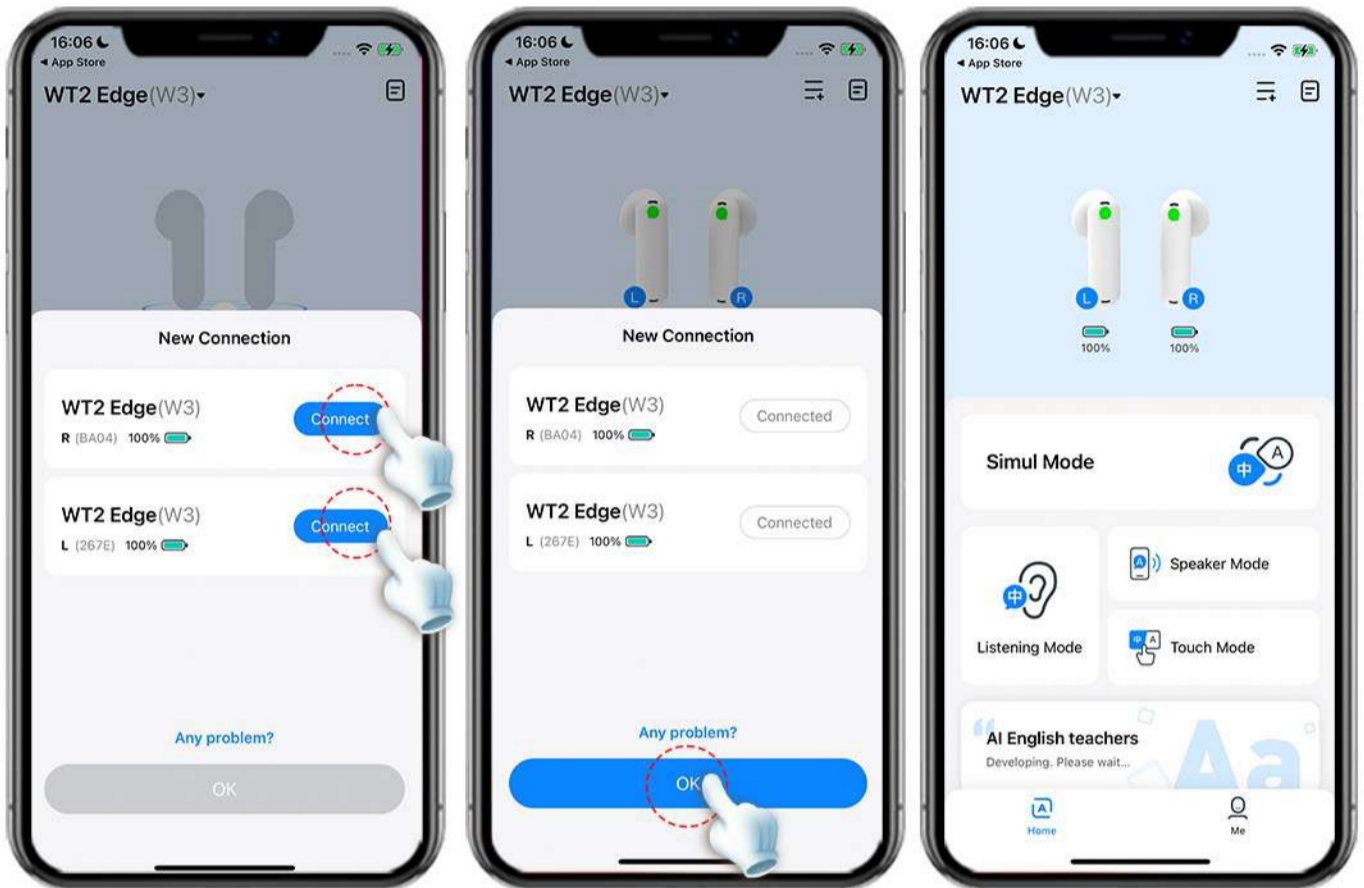 16:06
App Store
WT2 Edge(W3)
New Connection
WT2 Edge(W3)
R (BA04) 100%
Connect
WT2 Edge(W3)
L (267E) 100%
Connect
Any problem?
OK
16:06
App Store
WT2 Edge(W3)
L R
New Connection
WT2 Edge(W3)
R (BA04) 100%
Connected
WT2 Edge(W3)
L (267E) 100%
Connected
Any problem?
OK
16:06
App Store
WT2 Edge(W3)
L R
100% 100%
Simul Mode
中 A
中
Listening Mode
A
Speaker Mode
中 A
Touch Mode
AI English teachers
Developing. Please wait...
Aa
A
Home
Me